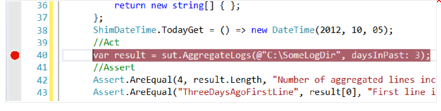 36 return new string[] { };
37 };
38 ShimDateTime.TodayGet = () => new DateTime(2012, 10, 05);
39 //Act
40 var result = sut.AggregateLogs(@"C:\SomeLogDir", daysInPast: 3);
41 //Assert
42 Assert.AreEqual(4, result.Length, "Number of aggregated lines inc
43 Assert.AreEqual("ThreeDaysAgoFirstLine", result[0], "First line i